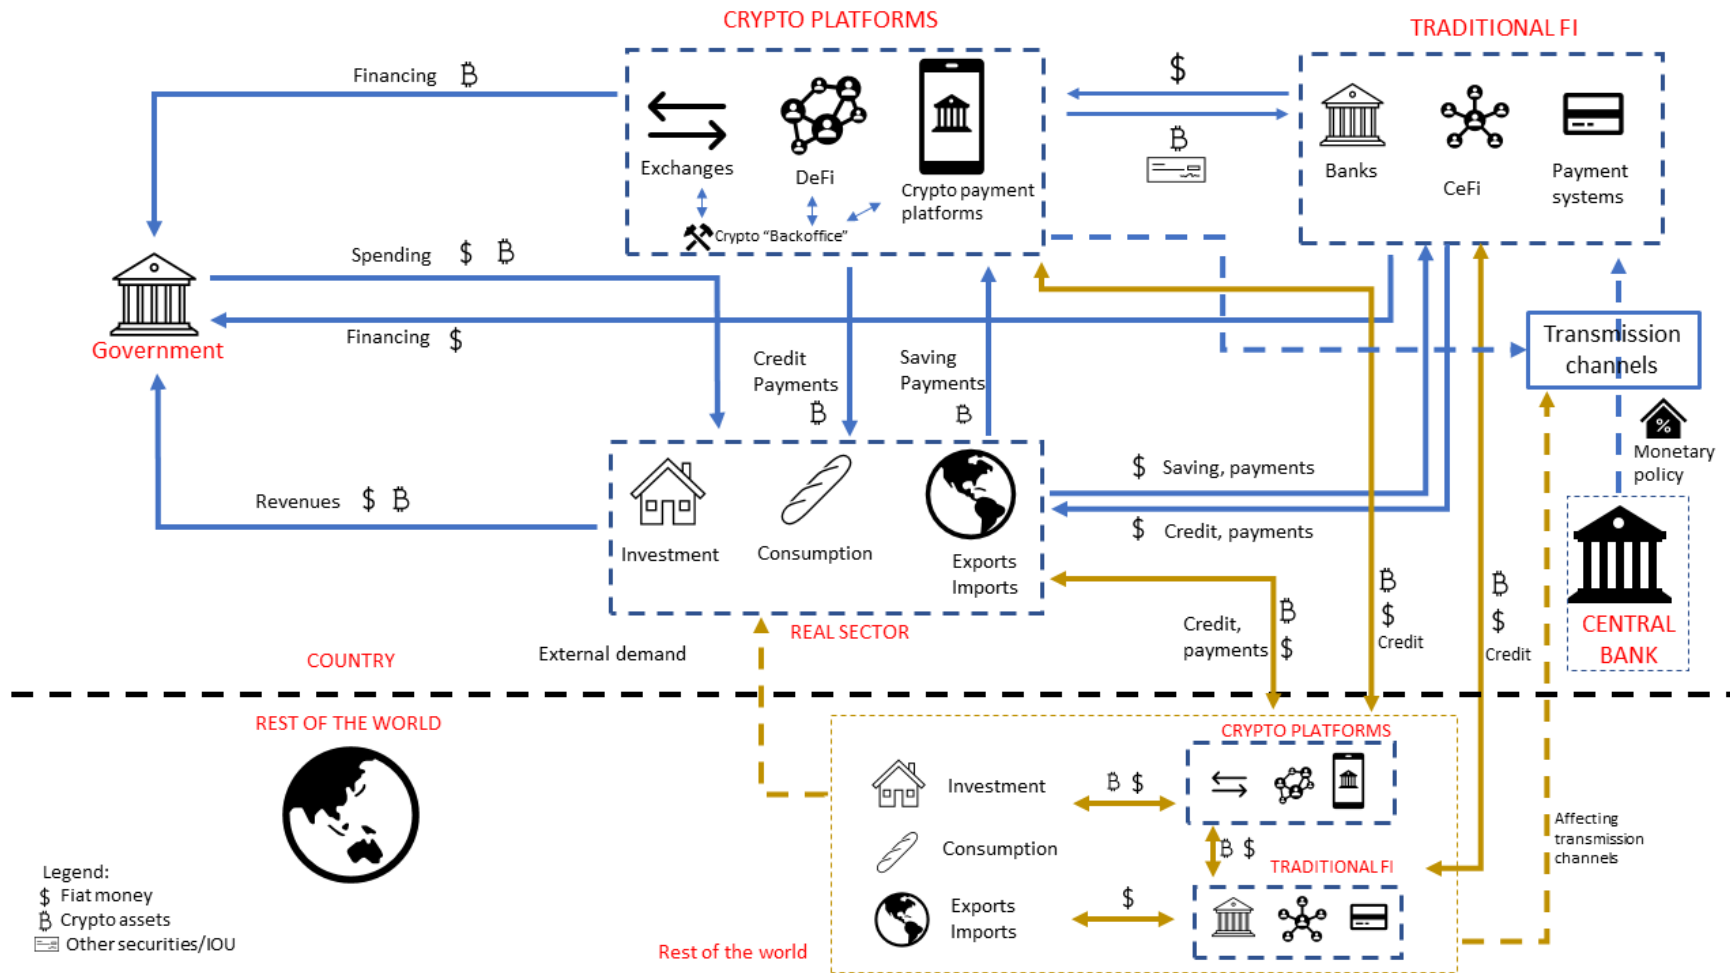 CRYPTO PLATFORMS
TRADITIONAL FI
Financing
$
Exchanges
DeFi
Crypto payment
platforms
Crypto “Backoffice”
Banks
CeFi
Payment
systems
Spending $
Government
Financing $
Credit
Payments
Saving
Payments
Transmission
channels
Monetary
policy
Revenues $
Investment
Consumption
Exports
Imports
$ Saving, payments
$ Credit, payments
%
CENTRAL
BANK
REAL SECTOR
External demand
Credit,
payments $
$
Credit
$
Credit
COUNTRY
REST OF THE WORLD
CRYPTO PLATFORMS
Investment
$
Consumption
$
TRADITIONAL FI
Exports
Imports
$
Affecting
transmission
channels
Rest of the world
Legend:
$ Fiat money
Crypto assets
Other securities/IOU